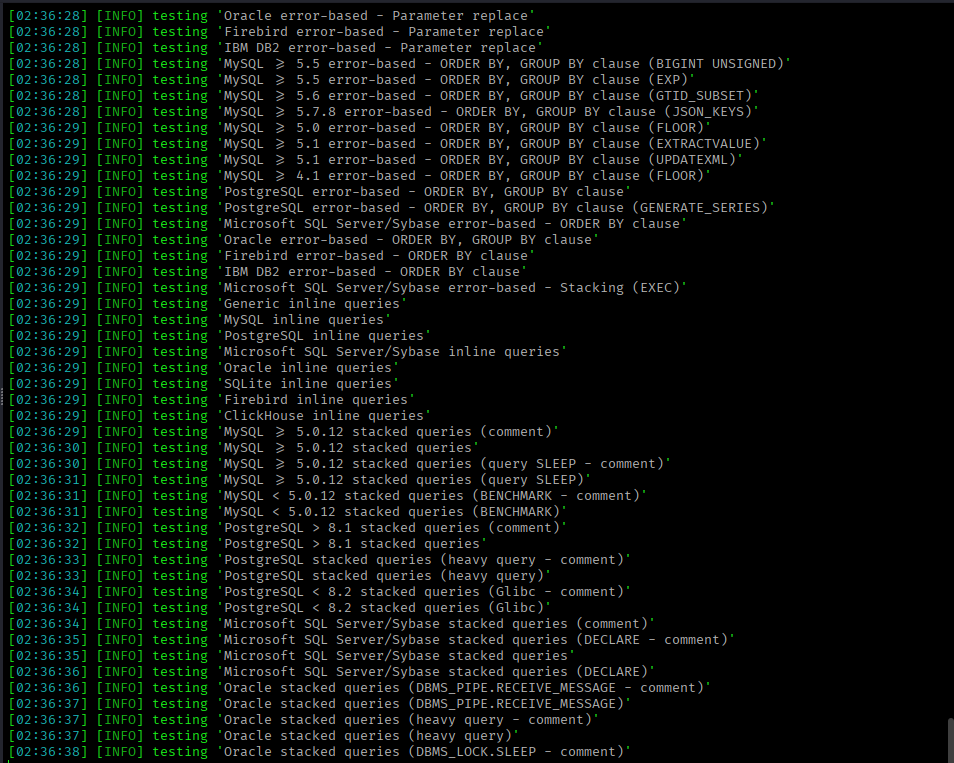 [02:36:28] [INFO] testing 'Oracle error-based - Parameter replace'
[02:36:28] [INFO] testing 'Firebird error-based - Parameter replace'
[02:36:28] [INFO] testing 'IBM DB2 error-based - Parameter replace'
[02:36:28] [INFO] testing 'MySQL ≥ 5.5 error-based - ORDER BY, GROUP BY clause (BIGINT UNSIGNED)'
[02:36:28] [INFO] testing 'MySQL ≥ 5.5 error-based - ORDER BY, GROUP BY clause (EXP)'
[02:36:28] [INFO] testing 'MySQL ≥ 5.6 error-based - ORDER BY, GROUP BY clause (GTID_SUBSET)'
[02:36:28] [INFO] testing 'MySQL ≥ 5.7.8 error-based - ORDER BY, GROUP BY clause (JSON_KEYS)'
[02:36:29] [INFO] testing 'MySQL ≥ 5.0 error-based - ORDER BY, GROUP BY clause (FLOOR)'
[02:36:29] [INFO] testing 'MySQL ≥ 5.1 error-based - ORDER BY, GROUP BY clause (EXTRACTVALUE)'
[02:36:29] [INFO] testing 'MySQL ≥ 5.1 error-based - ORDER BY, GROUP BY clause (UPDATEXML)'
[02:36:29] [INFO] testing 'MySQL ≥ 4.1 error-based - ORDER BY, GROUP BY clause (FLOOR)'
[02:36:29] [INFO] testing 'PostgreSQL error-based - ORDER BY, GROUP BY clause'
[02:36:29] [INFO] testing 'PostgreSQL error-based - ORDER BY, GROUP BY clause (GENERATE_SERIES)'
[02:36:29] [INFO] testing 'Microsoft SQL Server/Sybase error-based - ORDER BY clause'
[02:36:29] [INFO] testing 'Oracle error-based - ORDER BY, GROUP BY clause'
[02:36:29] [INFO] testing 'Firebird error-based - ORDER BY clause'
[02:36:29] [INFO] testing 'IBM DB2 error-based - ORDER BY clause'
[02:36:29] [INFO] testing 'Microsoft SQL Server/Sybase error-based - Stacking (EXEC)'
[02:36:29] [INFO] testing 'Generic inline queries'
[02:36:29] [INFO] testing 'MySQL inline queries'
[02:36:29] [INFO] testing 'PostgreSQL inline queries'
[02:36:29] [INFO] testing 'Microsoft SQL Server/Sybase inline queries'
[02:36:29] [INFO] testing 'Oracle inline queries'
[02:36:29] [INFO] testing 'SQLite inline queries'
[02:36:29] [INFO] testing 'Firebird inline queries'
[02:36:29] [INFO] testing 'ClickHouse inline queries'
[02:36:29] [INFO] testing 'MySQL ≥ 5.0.12 stacked queries (comment)'
[02:36:30] [INFO] testing 'MySQL ≥ 5.0.12 stacked queries'
[02:36:30] [INFO] testing 'MySQL ≥ 5.0.12 stacked queries (query SLEEP - comment)'
[02:36:31] [INFO] testing 'MySQL ≥ 5.0.12 stacked queries (query SLEEP)'
[02:36:31] [INFO] testing 'MySQL < 5.0.12 stacked queries (BENCHMARK - comment)'
[02:36:31] [INFO] testing 'MySQL < 5.0.12 stacked queries (BENCHMARK)'
[02:36:32] [INFO] testing 'PostgreSQL > 8.1 stacked queries (comment)'
[02:36:32] [INFO] testing 'PostgreSQL > 8.1 stacked queries'
[02:36:33] [INFO] testing 'PostgreSQL stacked queries (heavy query - comment)'
[02:36:33] [INFO] testing 'PostgreSQL stacked queries (heavy query)'
[02:36:34] [INFO] testing 'PostgreSQL < 8.2 stacked queries (Glibc - comment)'
[02:36:34] [INFO] testing 'PostgreSQL < 8.2 stacked queries (Glibc)'
[02:36:34] [INFO] testing 'Microsoft SQL Server/Sybase stacked queries (comment)'
[02:36:35] [INFO] testing 'Microsoft SQL Server/Sybase stacked queries (DECLARE - comment)'
[02:36:35] [INFO] testing 'Microsoft SQL Server/Sybase stacked queries'
[02:36:36] [INFO] testing 'Microsoft SQL Server/Sybase stacked queries (DECLARE)'
[02:36:36] [INFO] testing 'Oracle stacked queries (DBMS_PIPE.RECEIVE_MESSAGE - comment)'
[02:36:37] [INFO] testing 'Oracle stacked queries (DBMS_PIPE.RECEIVE_MESSAGE)'
[02:36:37] [INFO] testing 'Oracle stacked queries (heavy query - comment)'
[02:36:37] [INFO] testing 'Oracle stacked queries (heavy query)'
[02:36:38] [INFO] testing 'Oracle stacked queries (DBMS_LOCK.SLEEP - comment)'